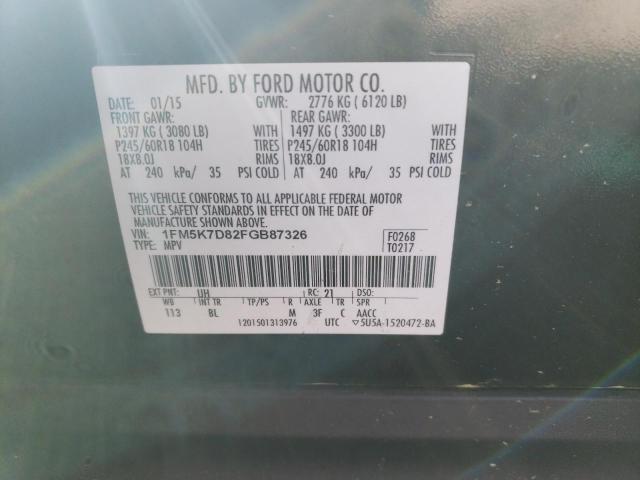 MFD. BY FORD MOTOR CO.
DATE: 01/15 GVWR: 2776 KG ( 6120 LB)
FRONT GAWR: REAR GAWR:
1397 KG ( 3080 LB) WITH 1497 KG ( 3300 LB) WITH
P245/60R18 104H TIRES P245/60R18 104H TIRES
18X8.0J RIMS 18X8.0J RIMS
AT 240 kPa/ 35 PSI COLD AT 240 kPa/ 35 PSI COLD
THIS VEHICLE CONFORMS TO ALL APPLICABLE FEDERAL MOTOR
VEHICLE SAFETY STANDARDS IN EFFECT ON THE DATE OF
MANUFACTURE SHOWN ABOVE.
VIN: 1FM5K7D82FGB87326 F0268
TYPE: MPV T0217
EXT PNT: UH RC: 21 DSO:
WB INT TR TP/PS R AXLE TR SPR
113 BL M 3F C AACC
1201501313976 UTC ▽5U5A-1520472-BA